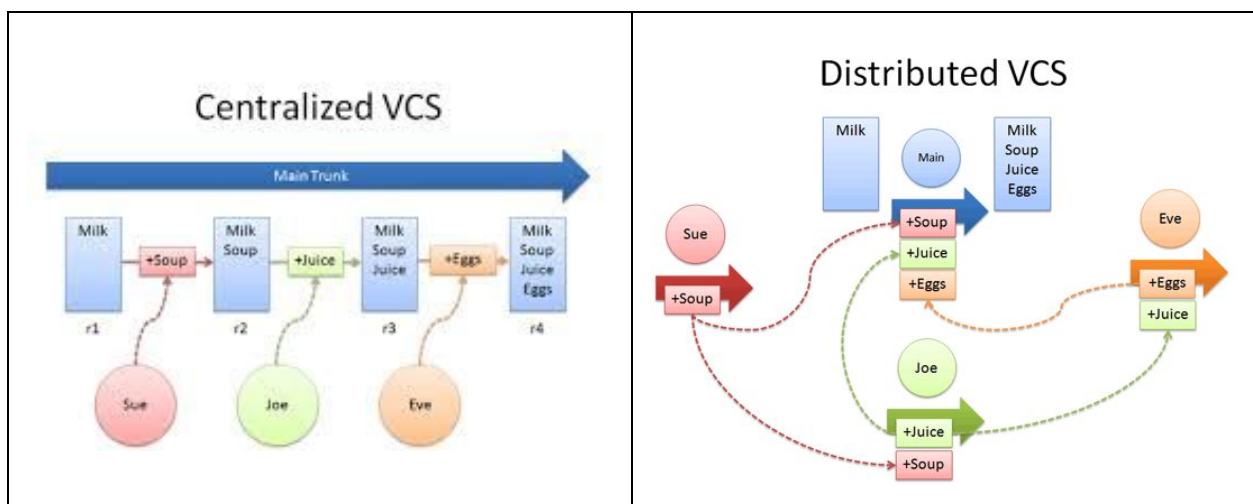 Centralized VCS
Main Trunk
Milk
+Soup
Milk
Soup
+Juice
Milk
Soup
Juice
+Eggs
Milk
Soup
Juice
Eggs
r1
r2
r3
r4
Sue
Joe
Eve
Distributed VCS
Milk
Main
Milk
Soup
Juice
Eggs
Sue
+Soup
+Soup
+Juice
+Eggs
Eve
+Eggs
+Juice
Joe
+Juice
+Soup